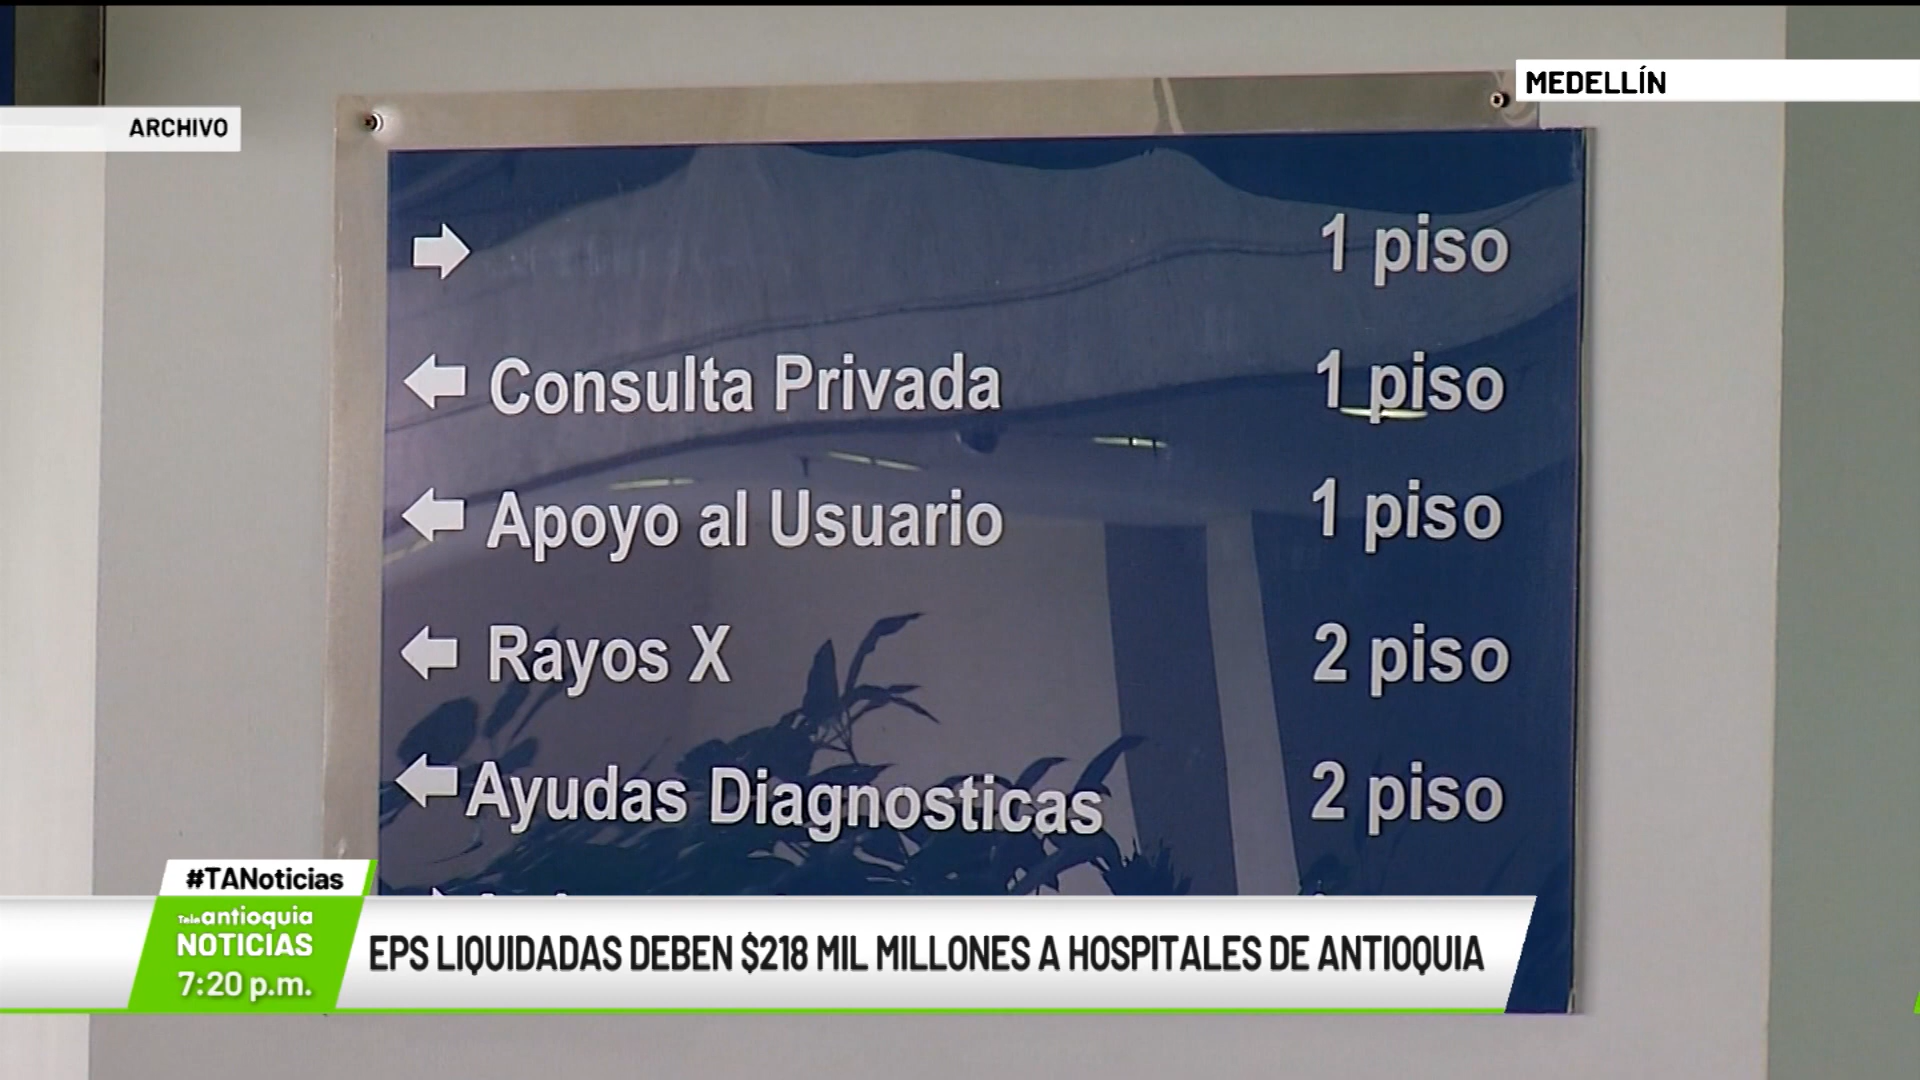 MEDELLÍN
ARCHIVO
1 piso
Consulta Privada 1 piso
Apoyo al Usuario 1 piso
Rayos X 2 piso
Ayudas Diagnosticas 2 piso
#TANoticias
Teleantioquia
NOTICIAS
7:20 p.m.
EPS LIQUIDADAS DEBEN $218 MIL MILLONES A HOSPITALES DE ANTIOQUIA